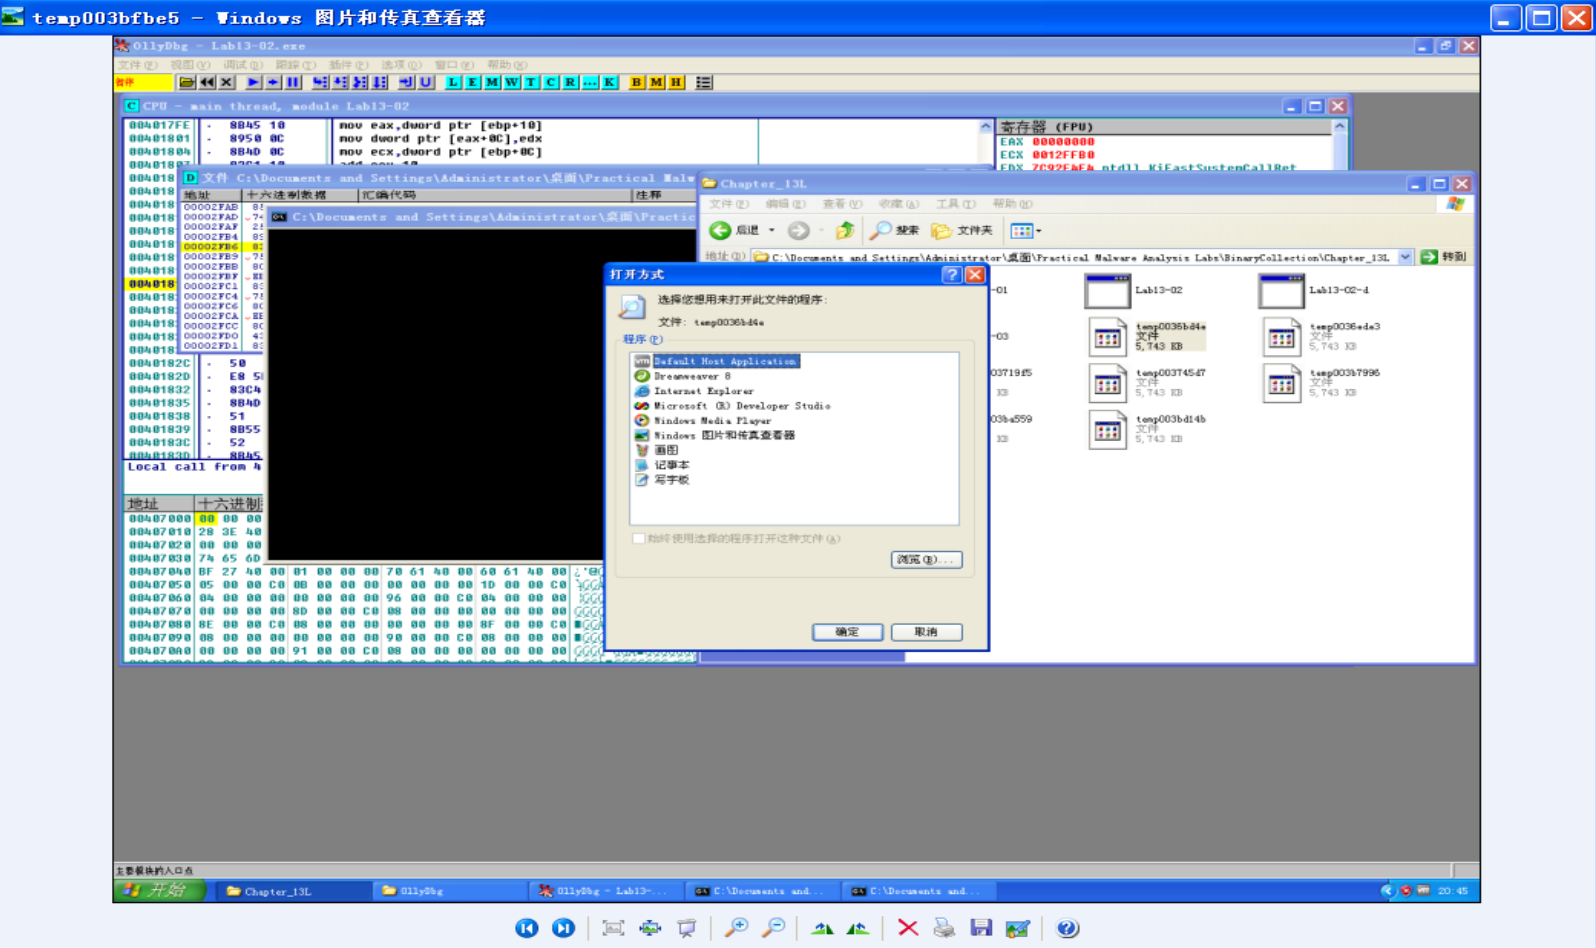 temp003bfbe5 - Windows 图片和传真查看器
OllyDbg - Lab13-02.exe
文件(F) 视图(V) 调试(D) 跟踪(T) 插件(P) 选项(O) 窗口(W) 帮助(H)
暂停
L E M W T C R ... K B M H
CPU - main thread, module Lab13-02
004017FE 8B45 10 mov eax,dword ptr [ebp+10]
00401801 8950 0C mov dword ptr [eax+0C],edx
00401804 8B4D 0C mov ecx,dword ptr [ebp+0C]
寄存器 (FPU)
EAX 00000000
ECX 0012FFB0
D 文件 C:\Documents and Settings\Administrator\桌面\Practical Malw
地址 十六进制数据 汇编代码 注释
00002FAB
00002FAD
00002FAF
00002FB4
00002FB6
00002FB9
00002FBB
00002FBF
00002FC1
00002FC4
00002FC6
00002FCA
00002FCC
00002FD0
00002FD1
C:\Documents and Settings\Administrator\桌面\Practic
0040182C 50
0040182D E8
00401832 83C4
00401835 8B4D
00401838 51
00401839 8B55
0040183C 52
0040183D 8B45
Local call from 4
地址 十六进制
00407000 00 00 00
00407010 28 3E 40
00407020 00 00 00
00407030 74 65 6D
00407040 BF 27 40 00 01 00 00 00 70 61 40 00 60 61 40 00
00407050 05 00 00 C0 0B 00 00 00 00 00 00 00 1D 00 00 C0
00407060 04 00 00 00 00 00 00 00 96 00 00 C0 04 00 00 00
00407070 00 00 00 00 8D 00 00 C0 08 00 00 00 00 00 00 00
00407080 8E 00 00 C0 08 00 00 00 00 00 00 00 8F 00 00 C0
00407090 08 00 00 00 00 00 00 00 90 00 00 C0 08 00 00 00
004070A0 00 00 00 00 91 00 00 C0 08 00 00 00 00 00 00 00
Chapter_13L
文件(F) 编辑(E) 查看(V) 收藏(A) 工具(T) 帮助(H)
后退 搜索 文件夹
地址(D) C:\Documents and Settings\Administrator\桌面\Practical Malware Analysis Labs\BinaryCollection\Chapter_13L 转到
-01 Lab13-02 Lab13-02-d
-03
temp0036bd4e
文件
5,743 KB
temp0036ede3
文件
5,743 KB
03719f5
KB
temp003745d7
文件
5,743 KB
temp003b7996
文件
5,743 KB
03ba559
KB
temp003bd14b
文件
5,743 KB
打开方式
选择您想用来打开此文件的程序:
文件: temp0036bd4e
程序(P)
Default Host Application
Dreamweaver 8
Internet Explorer
Microsoft (R) Developer Studio
Windows Media Player
Windows 图片和传真查看器
画图
记事本
写字板
始终使用选择的程序打开这种文件(A)
浏览(B)...
确定 取消
主要模块的入口点
开始 Chapter_13L OllyDbg OllyDbg - Lab13-... C:\Documents and... C:\Documents and... 20:45